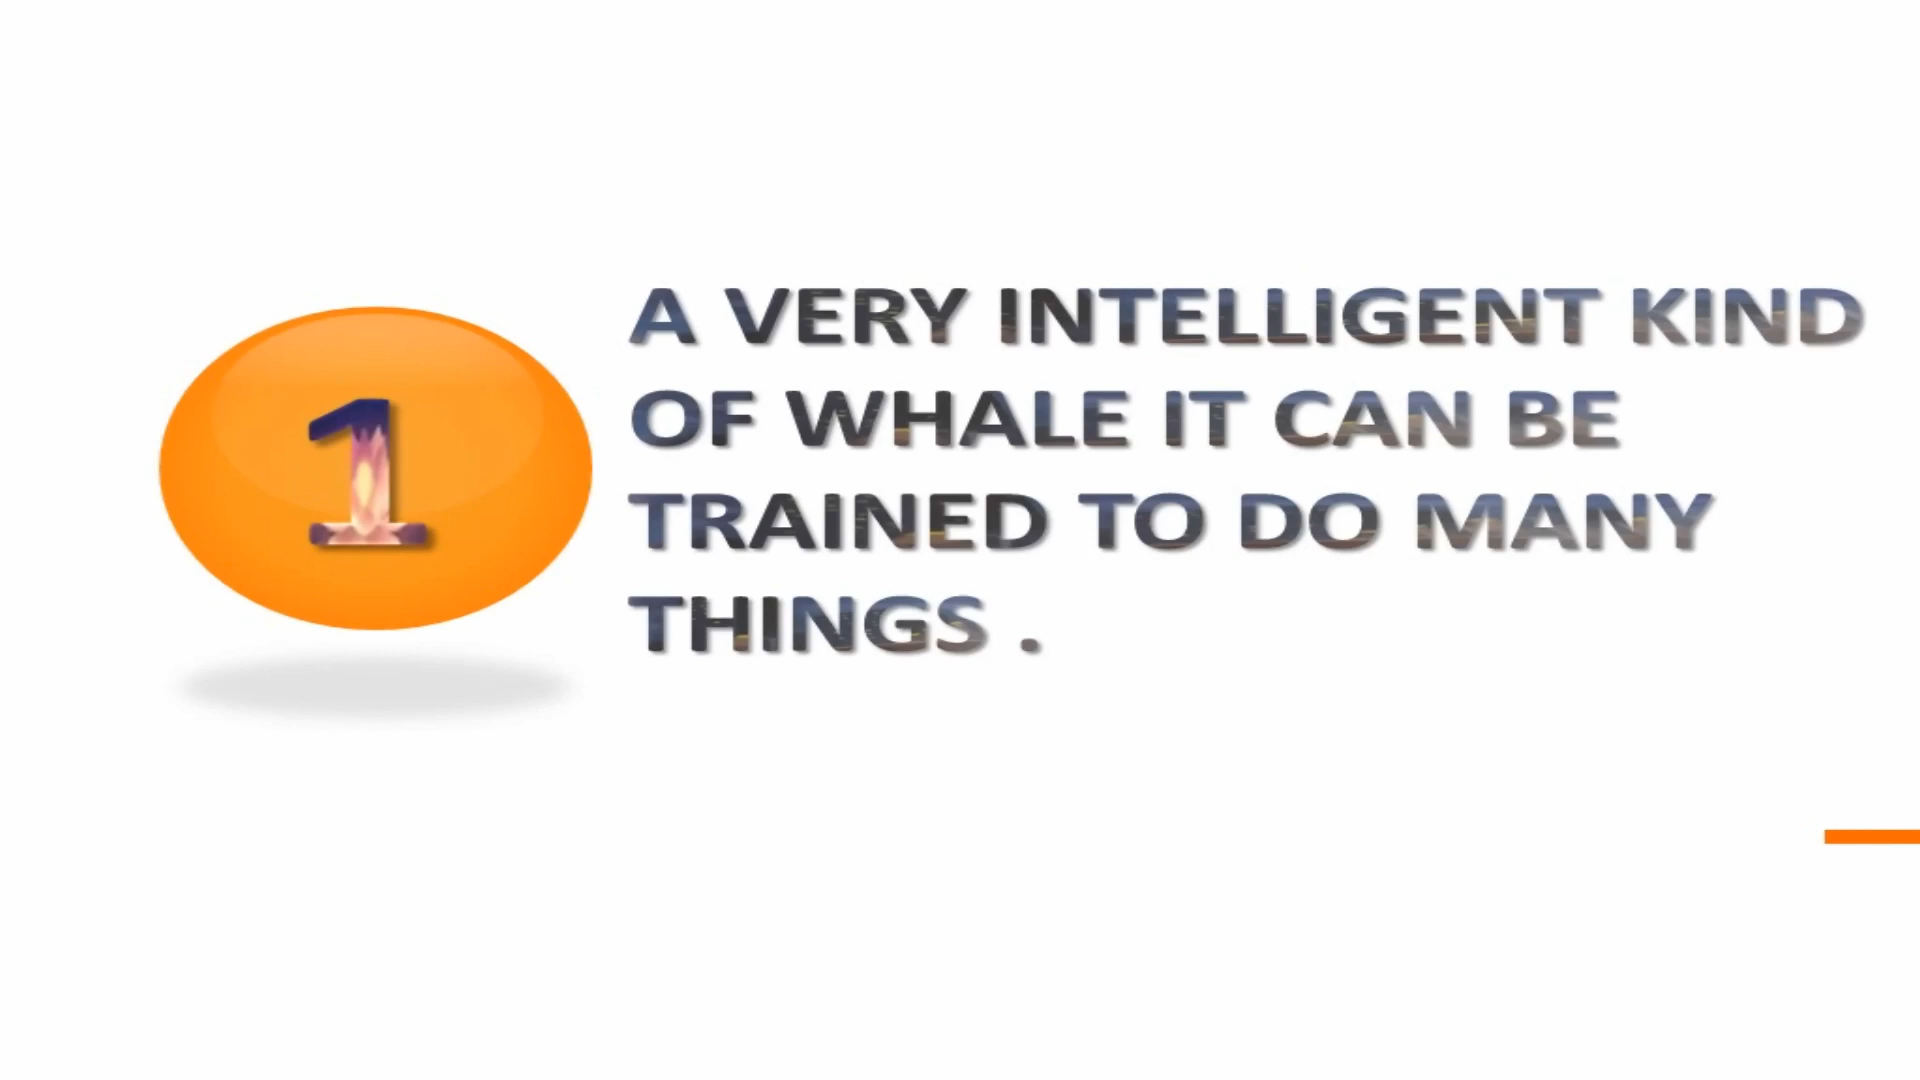 1
A VERY INTELLIGENT KIND
OF WHALE IT CAN BE
TRAINED TO DO MANY
THINGS .